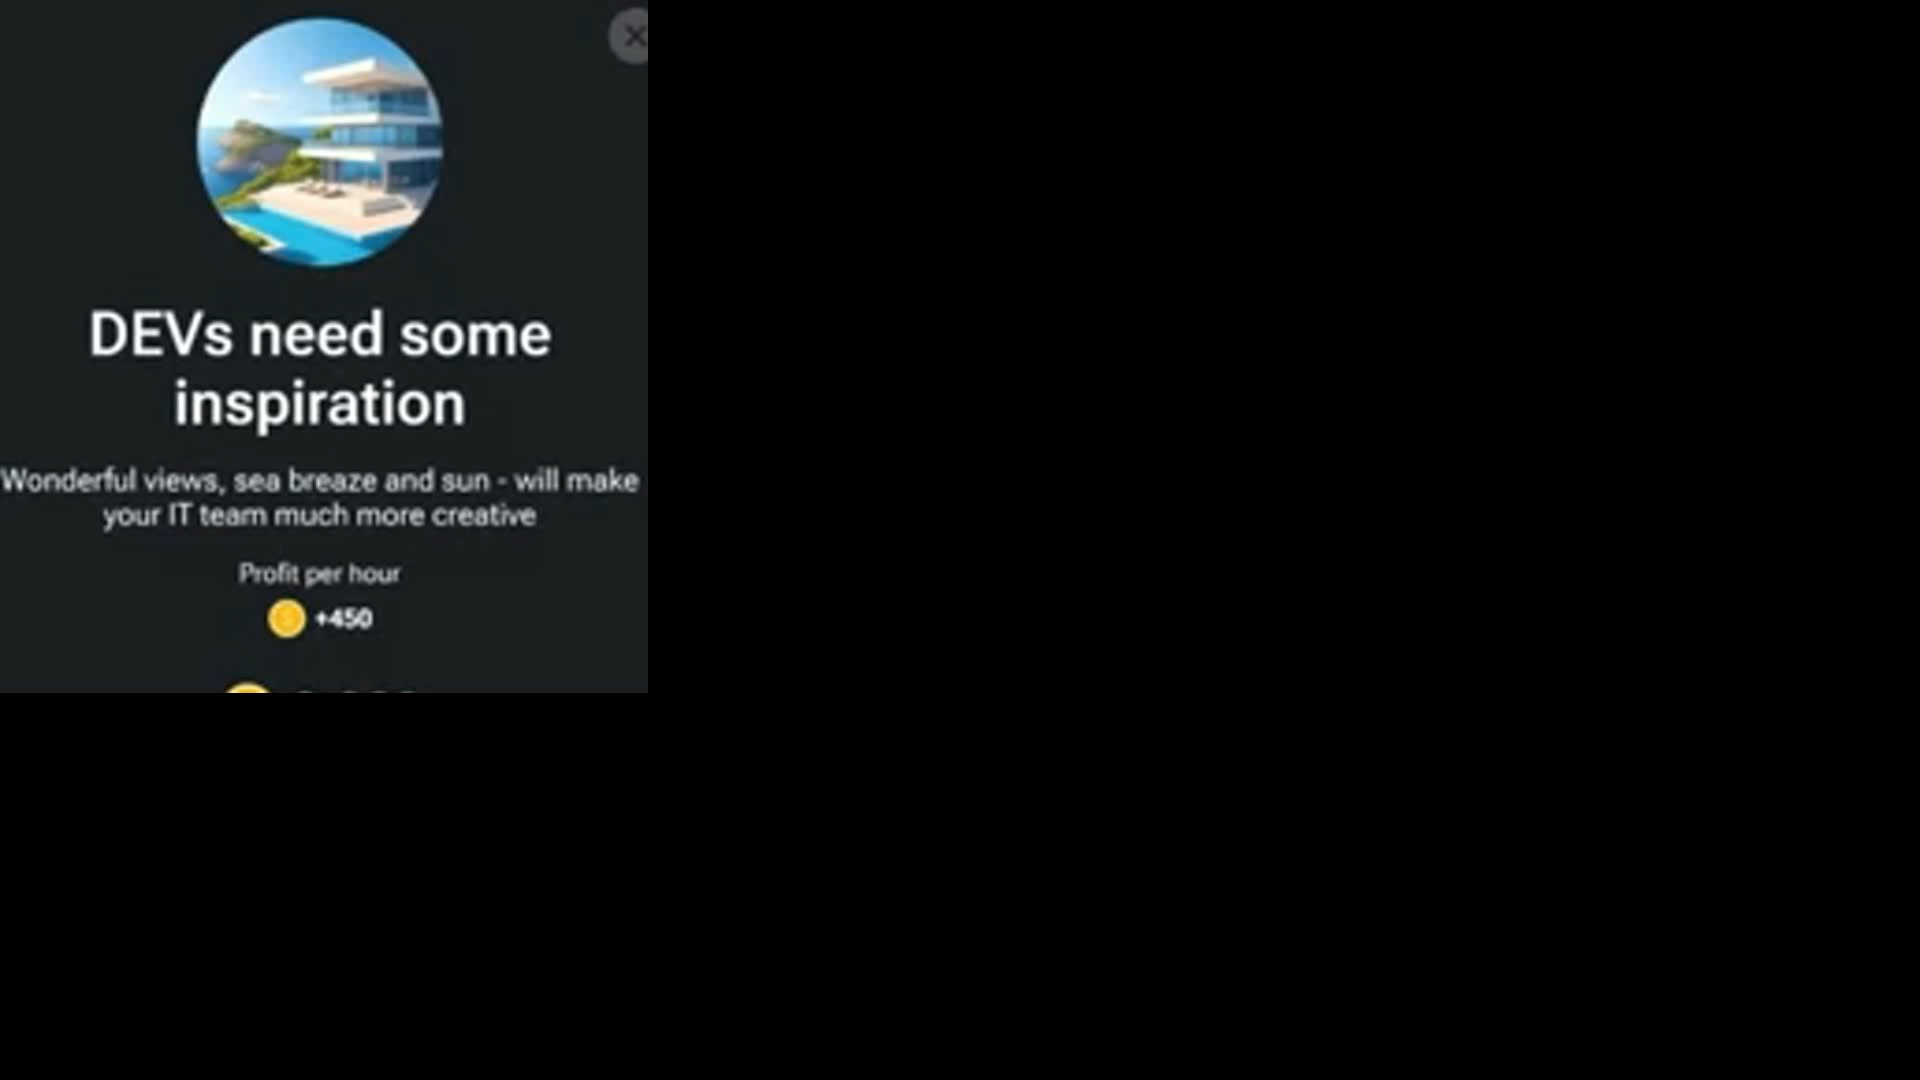 DEVs need some
inspiration
Wonderful views, sea breaze and sun - will make
your IT team much more creative
Profit per hour
+450